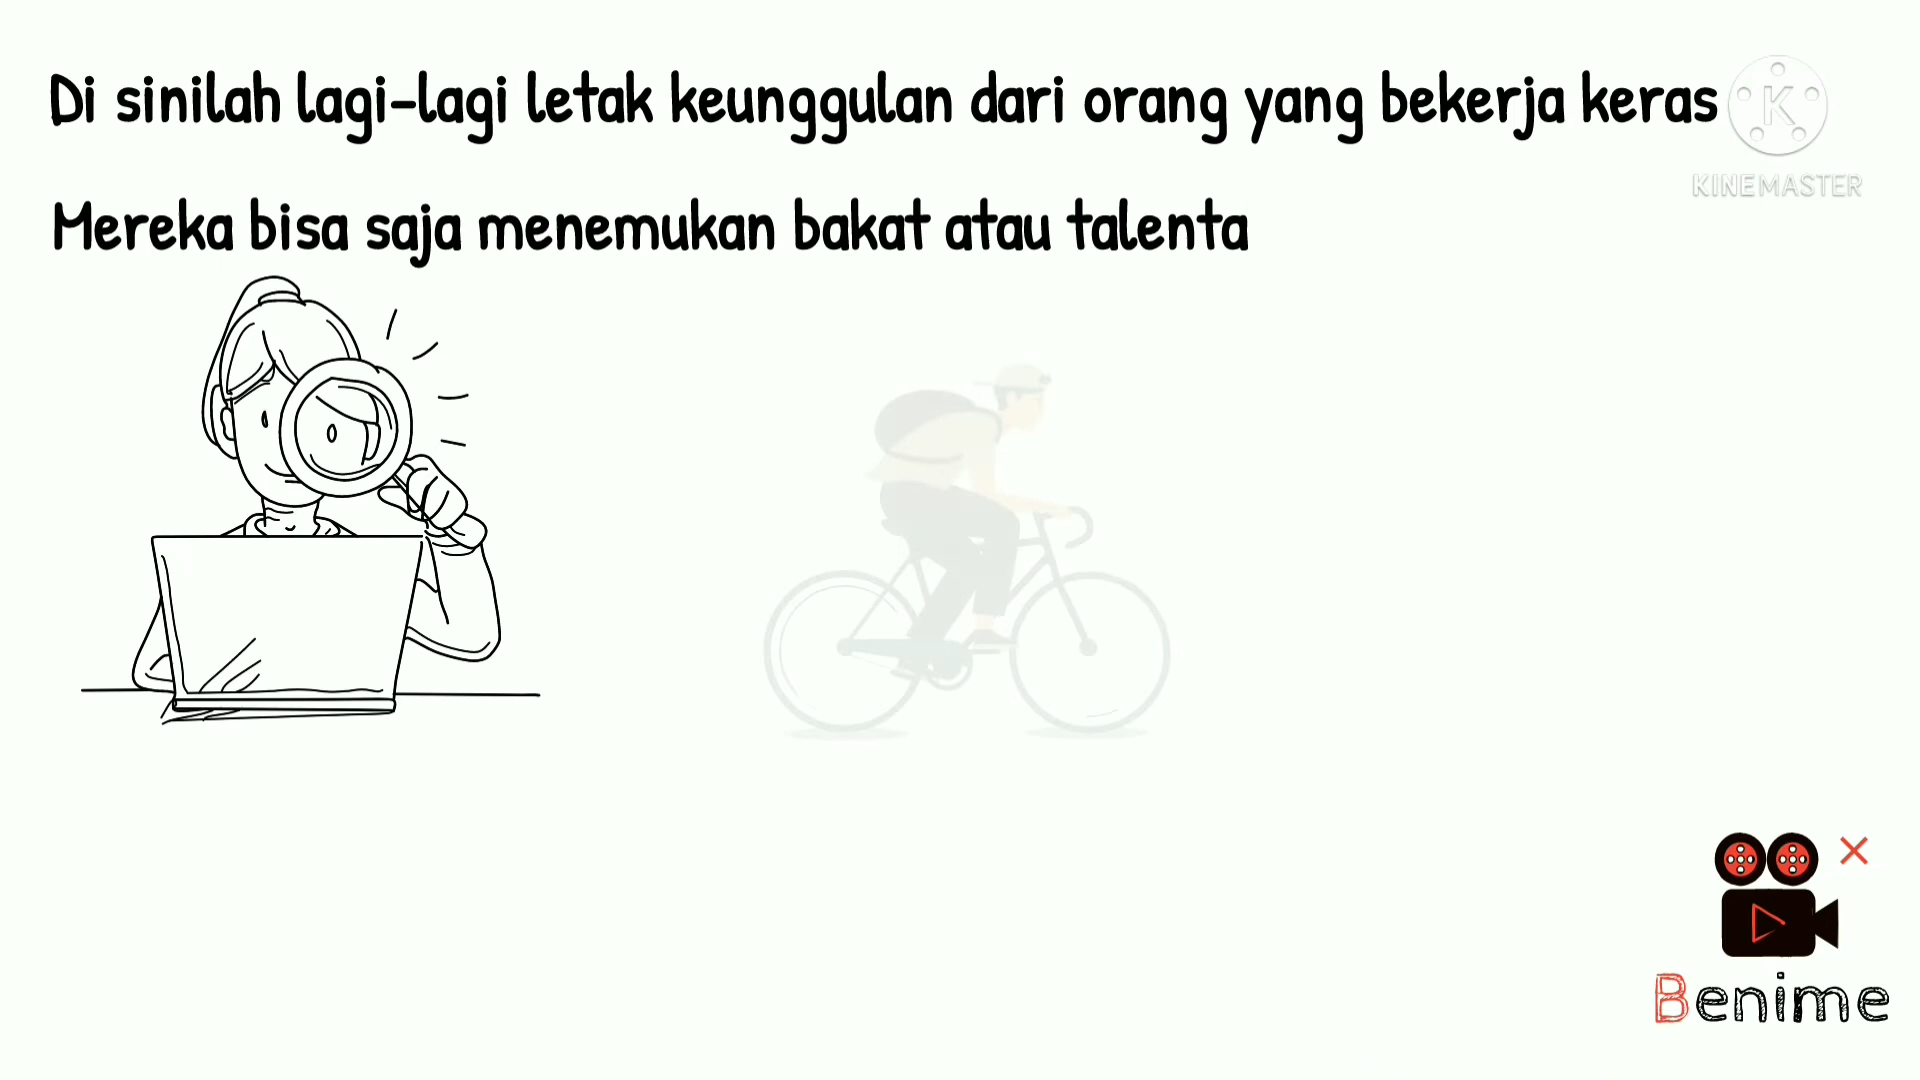 Di sinilah lagi-lagi letak keunggulan dari orang yang bekerja keras
KINEMASTER
Mereka bisa saja menemukan bakat atau talenta
Benime